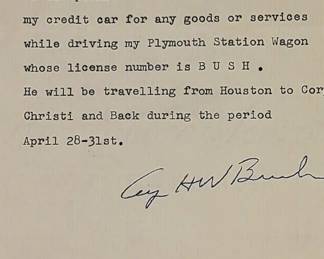 my credit car for any goods or services
while driving my Plymouth Station Wagon
whose license number is B U S H .
He will be travelling from Houston to Cor
Christi and Back during the period
April 28-31st.
HW Bush